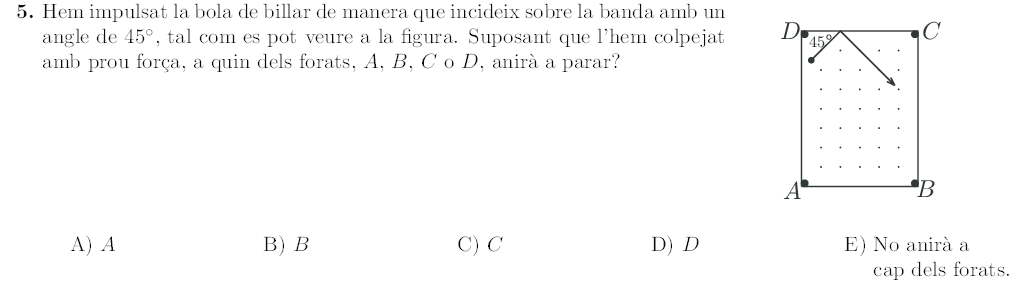 5. Hem impulsat la bola de billar de manera que incideix sobre la banda amb un
angle de 45°, tal com es pot veure a la figura. Suposant que l'hem colpejat
amb prou força, a quin dels forats, A, B, C o D, anirà a parar?
D
C
45°
A
B
A) A
B) B
C) C
D) D
E) No anirà a
cap dels forats.